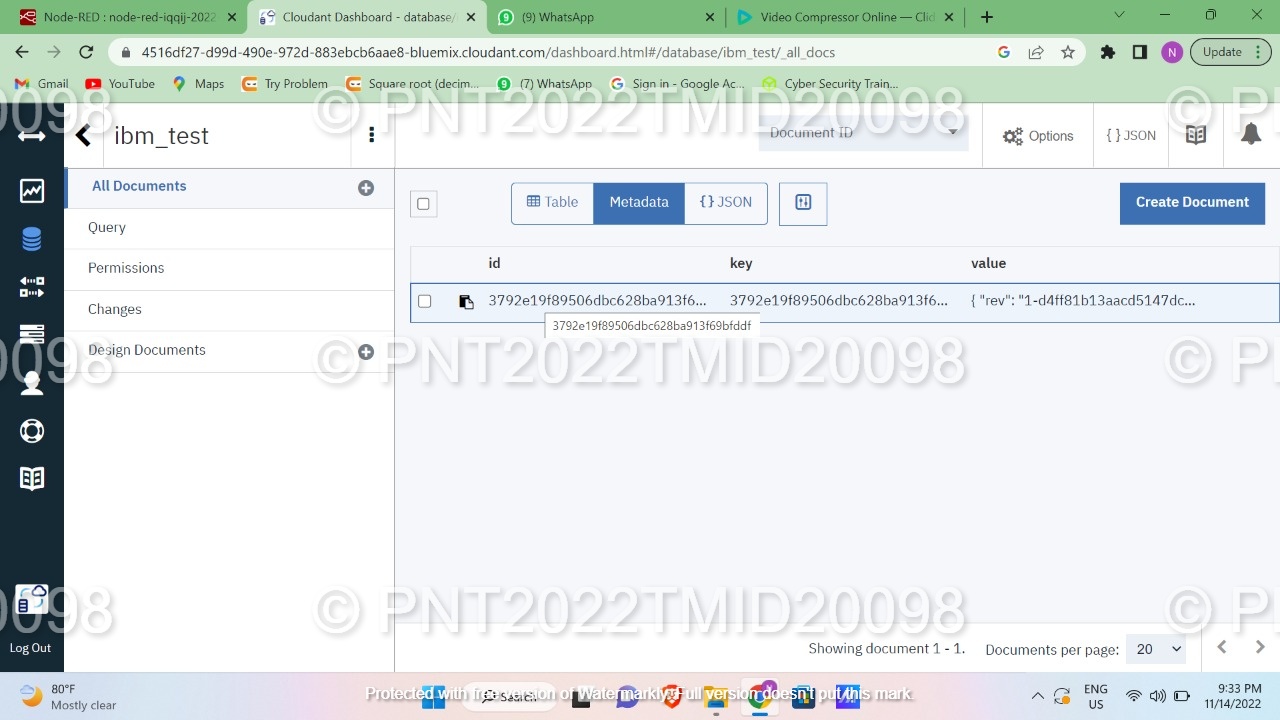 Node-RED : node-red-iqqij-2022
Cloudant Dashboard - database/
(9) WhatsApp
Video Compressor Online — Clid
4516df27-d99d-490e-972d-883ebcb6aae8-bluemix.cloudant.com/dashboard.html#/database/ibm_test/_all_docs
N
Update
Gmail
YouTube
Maps
Try Problem
Square root (decim...
(7) WhatsApp
Sign in - Google Ac...
Cyber Security Train...
0098
© PNT2022TMID20098
© P
ibm_test
Document ID
Options
{ } JSON
All Documents
Query
Permissions
Changes
Design Documents
Table
Metadata
{ } JSON
Create Document
id
key
value
3792e19f89506dbc628ba913f6...
3792e19f89506dbc628ba913f6...
{ "rev": "1-d4ff81b13aacd5147dc...
3792e19f89506dbc628ba913f69bfddf
0098
© PNT2022TMID20098
© P
0098
© PNT2022TMID20098
© P
Log Out
Showing document 1 - 1.
Documents per page:
20
80°F
Mostly clear
Search
Protected with free version of Watermarkly. Full version doesn't put this mark.
ENG
US
9:33 PM
11/14/2022